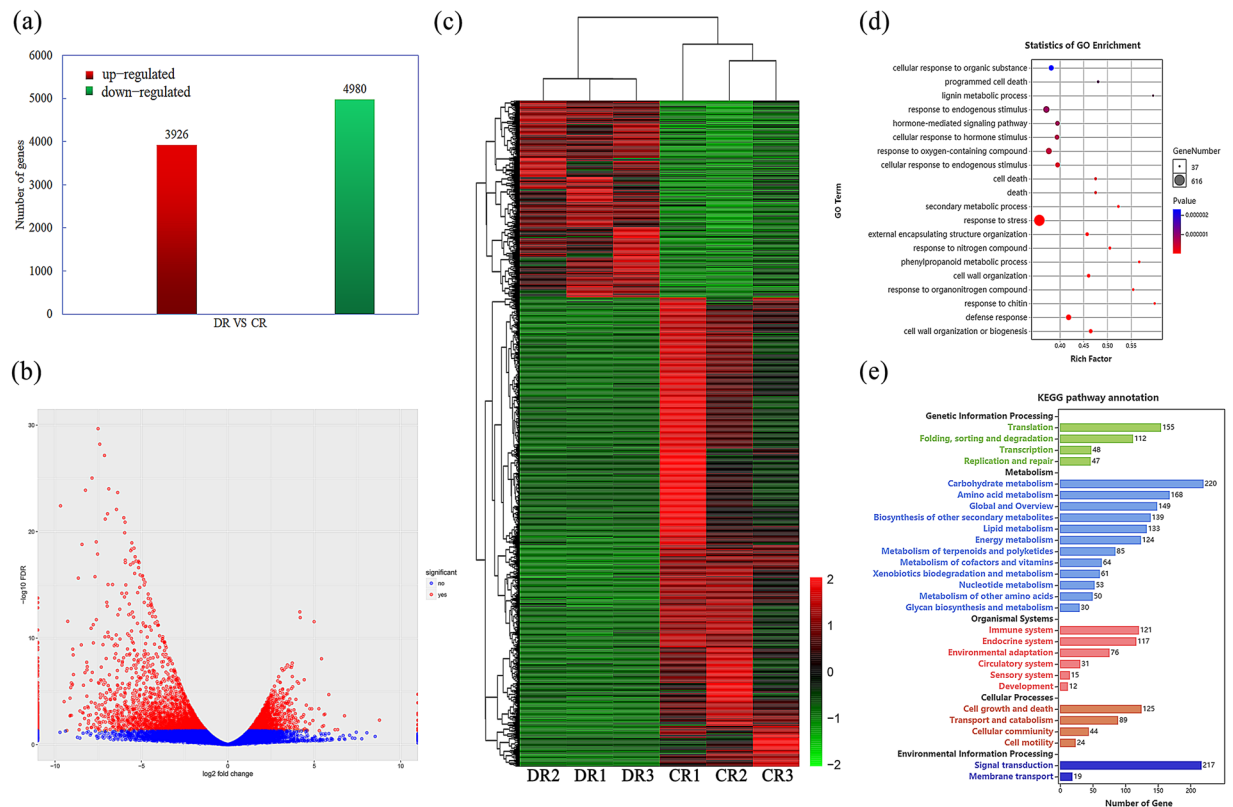 (a)
6000
5000
4000
3000
2000
1000
0
Number of genes
up-regulated
down-regulated
3926
4980
DR VS CR
(b)
30
20
10
0
-log10 FDR
-10
-5
0
5
10
log2 fold change
significant
no
yes
(c)
DR2 DR1 DR3 CR1 CR2 CR3
2
1
0
-1
-2
(d)
Statistics of GO Enrichment
GO Term
cellular response to organic substance
programmed cell death
lignin metabolic process
response to endogenous stimulus
hormone-mediated signaling pathway
cellular response to hormone stimulus
response to oxygen-containing compound
cellular response to endogenous stimulus
cell death
death
secondary metabolic process
response to stress
external encapsulating structure organization
response to nitrogen compound
phenylpropanoid metabolic process
cell wall organization
response to organonitrogen compound
response to chitin
defense response
cell wall organization or biogenesis
0.40 0.45 0.50 0.55
Rich Factor
GeneNumber
37
616
Pvalue
0.000002
0.000001
(e)
KEGG pathway annotation
Genetic Information Processing
Translation 155
Folding, sorting and degradation 112
Transcription 48
Replication and repair 47
Metabolism
Carbohydrate metabolism 220
Amino acid metabolism 168
Global and Overview 149
Biosynthesis of other secondary metabolites 139
Lipid metabolism 133
Energy metabolism 124
Metabolism of terpenoids and polyketides 85
Metabolism of cofactors and vitamins 64
Xenobiotics biodegradation and metabolism 61
Nucleotide metabolism 53
Metabolism of other amino acids 50
Glycan biosynthesis and metabolism 30
Organismal Systems
Immune system 121
Endocrine system 117
Environmental adaptation 76
Circulatory system 31
Sensory system 15
Development 12
Cellular Processes
Cell growth and death 125
Transport and catabolism 89
Cellular community 44
Cell motility 24
Environmental Information Processing
Signal transduction 217
Membrane transport 19
0 50 100 150 200
Number of Gene